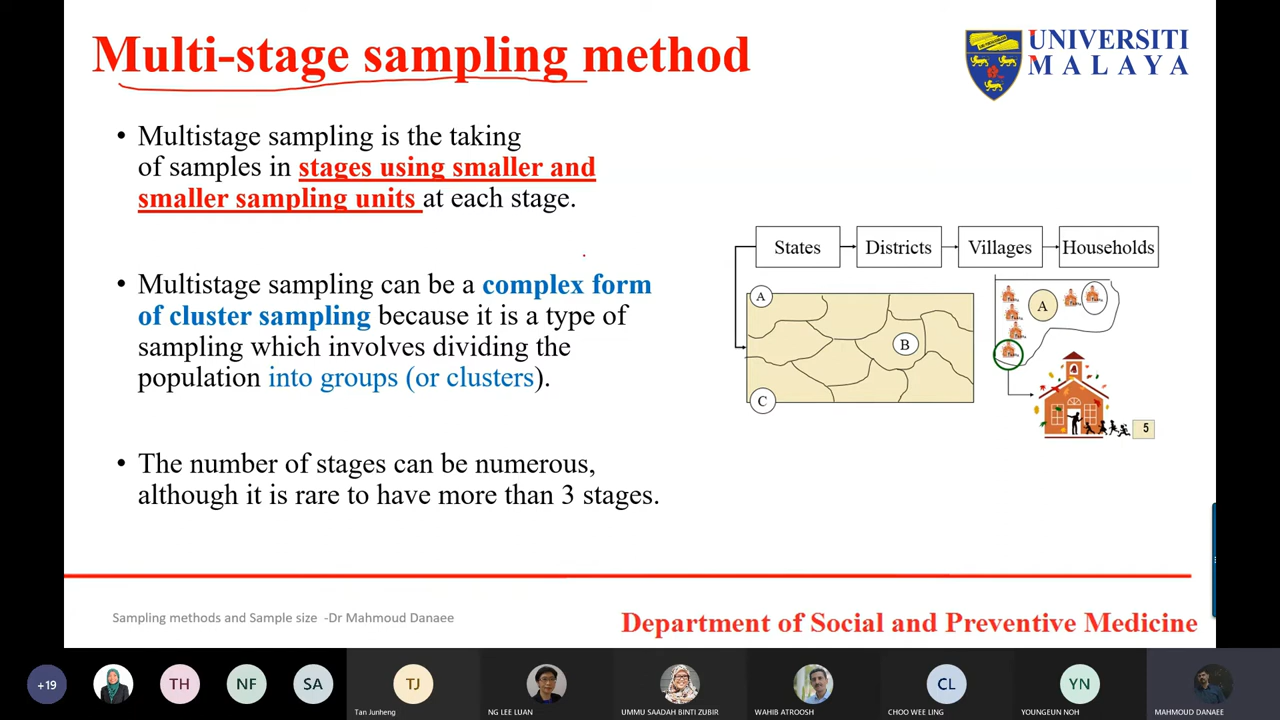 Multi-stage sampling method
UNIVERSITI
MALAYA
• Multistage sampling is the taking
of samples in stages using smaller and
smaller sampling units at each stage.
• Multistage sampling can be a complex form
of cluster sampling because it is a type of
sampling which involves dividing the
population into groups (or clusters).
• The number of stages can be numerous,
although it is rare to have more than 3 stages.
States Districts Villages Households
A
B
C
A
5
Sampling methods and Sample size -Dr Mahmoud Danaee
Department of Social and Preventive Medicine
+19 TH NF SA TJ CL YN
Tan Junheng NG LEE LUAN UMMU SAADAH BINTI ZUBIR WAHIB ATROOSH CHOO WEE LING YOUNGEUN NOH MAHMOUD DANAEE